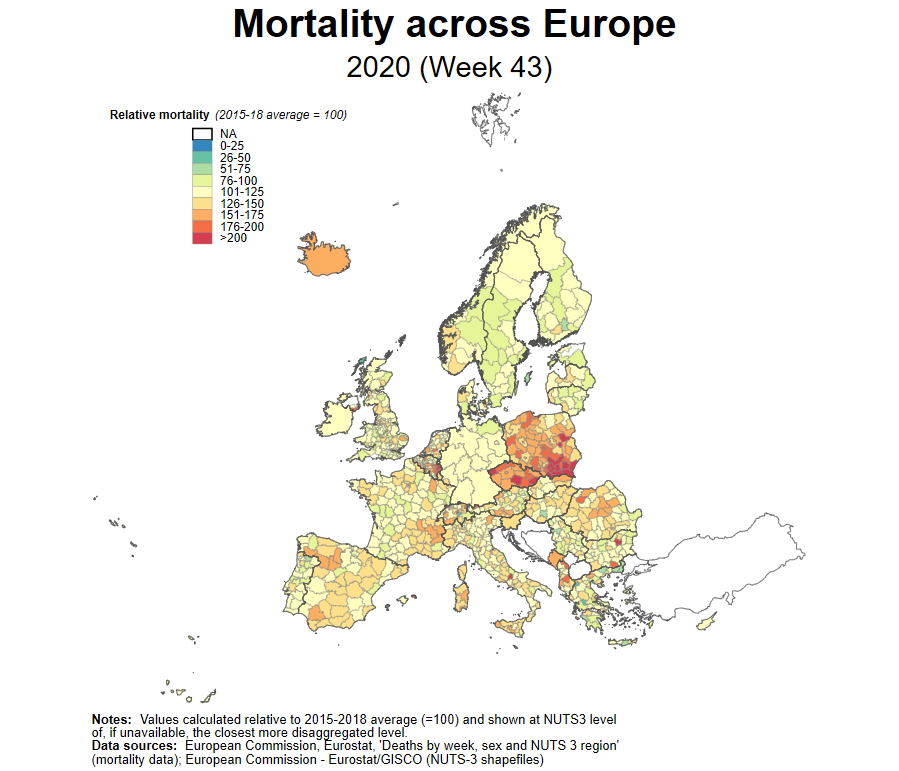 Mortality across Europe
2020 (Week 43)
Relative mortality (2015-18 average = 100)
NA
0-25
26-50
51-75
76-100
101-125
126-150
151-175
176-200
>200
Notes: Values calculated relative to 2015-2018 average (=100) and shown at NUTS3 level
of, if unavailable, the closest more disaggregated level.
Data sources: European Commission, Eurostat, 'Deaths by week, sex and NUTS 3 region'
(mortality data); European Commission - Eurostat/GISCO (NUTS-3 shapefiles)